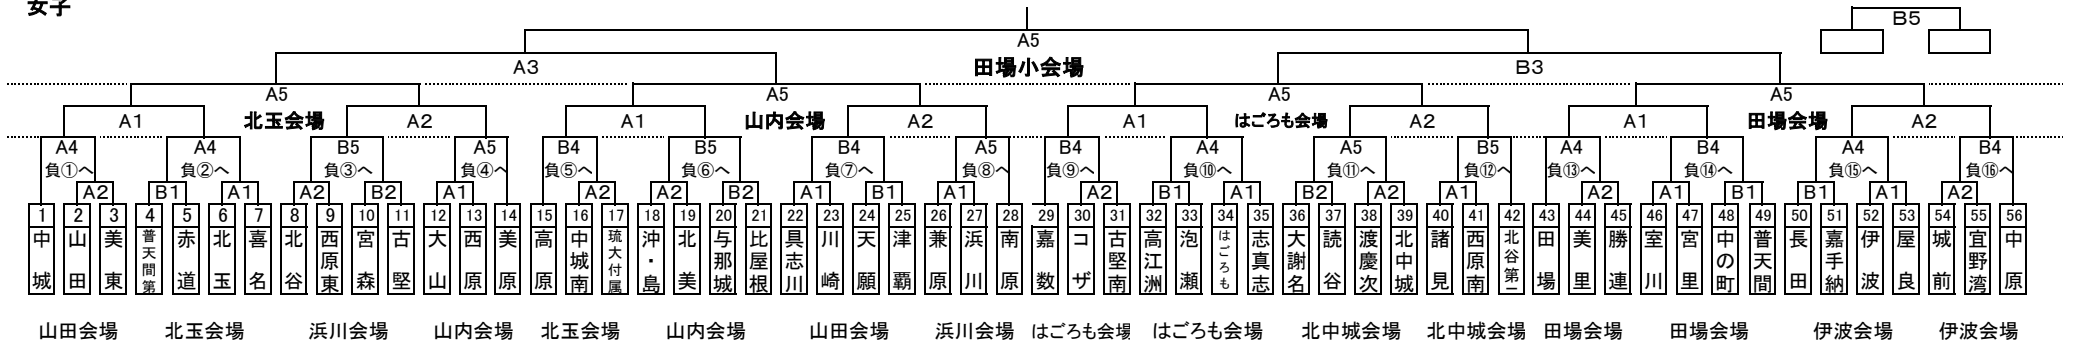 女子
B5
A5
A3 田場小会場 B3
A5 A5 A5 A5
A1 北玉会場 A2 A1 山内会場 A2 A1 はごろも会場 A2 A1 田場会場 A2
A4 A4 B5 A5 B4 B5 B4 A5 B4 A4 A5 B5 A4 B4 A4 B4
負①へ 負②へ 負③へ 負④へ 負⑤へ 負⑥へ 負⑦へ 負⑧へ 負⑨へ 負⑩へ 負⑪へ 負⑫へ 負⑬へ 負⑭へ 負⑮へ 負⑯へ
A2 B1 A1 A2 B2 A1 A2 A2 B2 A1 B1 A1 A2 B1 A1 B2 A2 A1 A2 A1 B1 B1 A1 A2
1 2 3 4 5 6 7 8 9 10 11 12 13 14 15 16 17 18 19 20 21 22 23 24 25 26 27 28 29 30 31 32 33 34 35 36 37 38 39 40 41 42 43 44 45 46 47 48 49 50 51 52 53 54 55 56
中城 山田 美東 普天間第 赤道 北玉 喜名 北谷 西原東 宮森 古堅 大山 西原 美原 高原 中城南 琉大付属 沖・島 北美 与那城 比屋根 具志川 川崎 天願 津覇 兼原 浜川 南原 嘉数 コザ 古堅南 高江洲 泡瀬 はごろも 志真志 大謝名 読谷 渡慶次 北中城 諸見 西原南 北谷第二 田場 美里 勝連 室川 宮里 中の町 普天間 長田 嘉手納 伊波 屋良 城前 宜野湾 中原
山田会場 北玉会場 浜川会場 山内会場 北玉会場 山内会場 山田会場 浜川会場 はごろも会場 はごろも会場 北中城会場 北中城会場 田場会場 田場会場 伊波会場 伊波会場